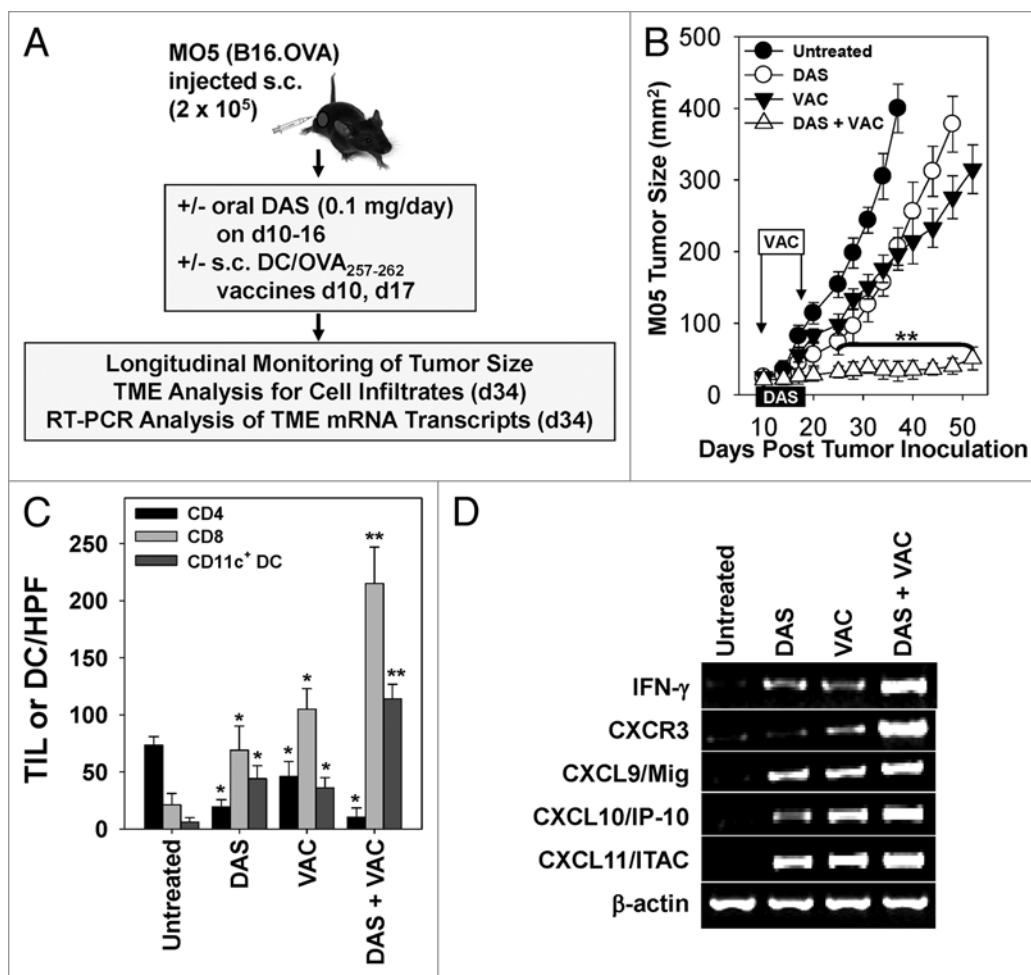 A
MO5 (B16.OVA)
injected s.c.
(2 x 10⁵)
+/- oral DAS (0.1 mg/day)
on d10-16
+/- s.c. DC/OVA₂₅₇₋₂₆₂
vaccines d10, d17
Longitudinal Monitoring of Tumor Size
TME Analysis for Cell Infiltrates (d34)
RT-PCR Analysis of TME mRNA Transcripts (d34)
B
M05 Tumor Size (mm²)
500
400
300
200
100
0
Untreated
DAS
VAC
DAS + VAC
VAC
**
DAS
10 20 30 40 50
Days Post Tumor Inoculation
C
TIL or DC/HPF
250
200
150
100
50
0
CD4
CD8
CD11c⁺ DC
* * *
* * *
* ** **
Untreated
DAS
VAC
DAS + VAC
D
Untreated
DAS
VAC
DAS + VAC
IFN-γ
CXCR3
CXCL9/Mig
CXCL10/IP-10
CXCL11/ITAC
β-actin